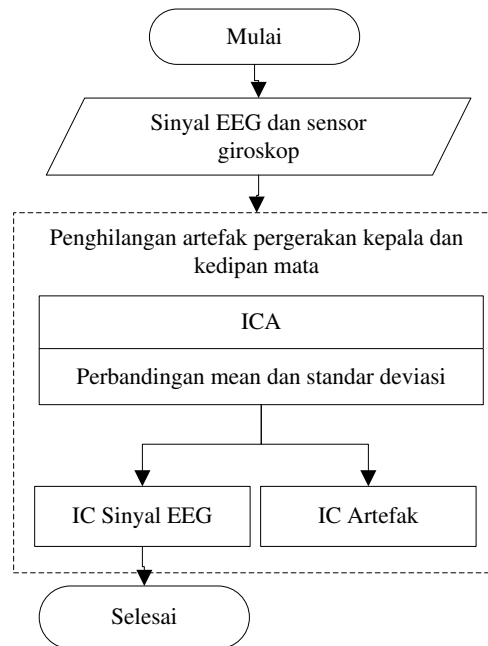 Mulai
Sinyal EEG dan sensor
giroskop
Penghilangan artefak pergerakan kepala dan
kedipan mata
ICA
Perbandingan mean dan standar deviasi
IC Sinyal EEG
IC Artefak
Selesai